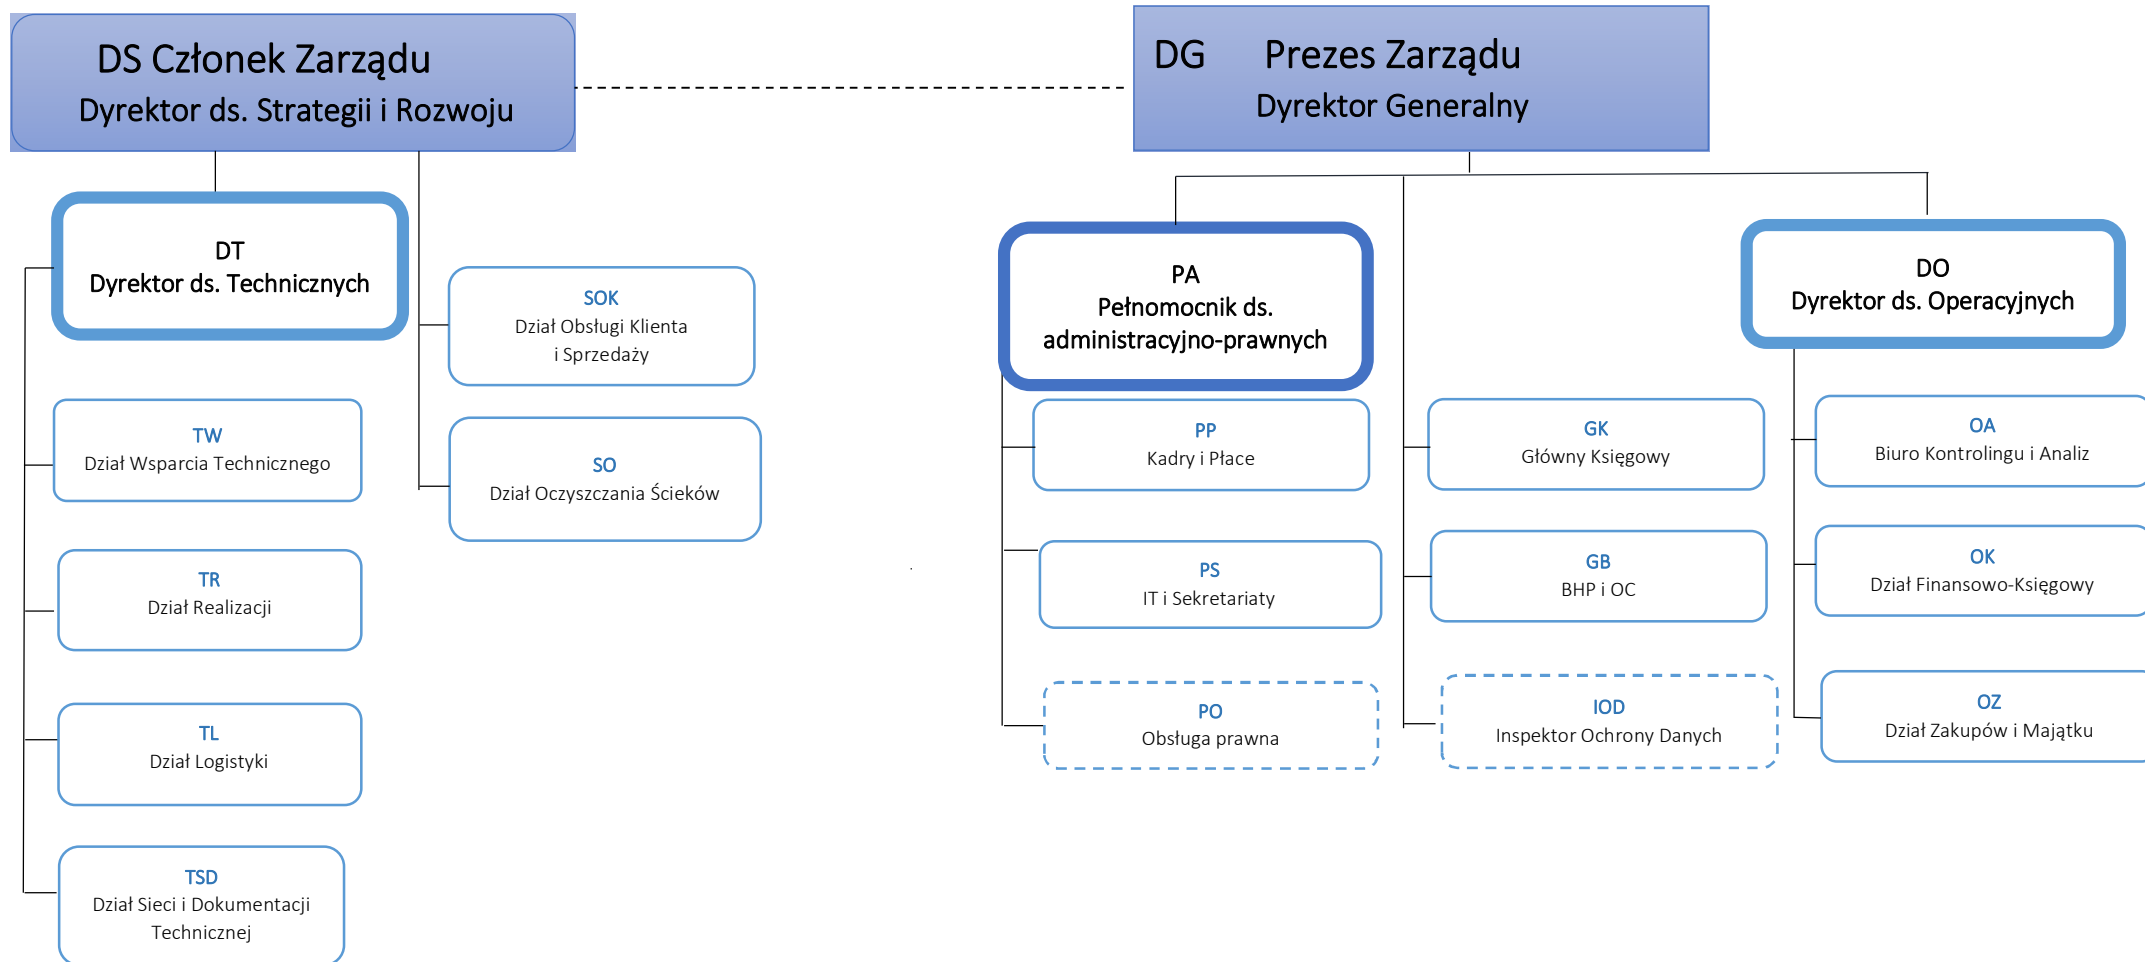 DS Członek Zarządu
Dyrektor ds. Strategii i Rozwoju
DG Prezes Zarządu
Dyrektor Generalny
DT
Dyrektor ds. Technicznych
SOK
Dział Obsługi Klienta
i Sprzedaży
SO
Dział Oczyszczania Ścieków
TW
Dział Wsparcia Technicznego
TR
Dział Realizacji
TL
Dział Logistyki
TSD
Dział Sieci i Dokumentacji
Technicznej
PA
Pełnomocnik ds.
administracyjno-prawnych
PP
Kadry i Płace
PS
IT i Sekretariaty
PO
Obsługa prawna
GK
Główny Księgowy
GB
BHP i OC
IOD
Inspektor Ochrony Danych
DO
Dyrektor ds. Operacyjnych
OA
Biuro Kontrolingu i Analiz
OK
Dział Finansowo-Księgowy
OZ
Dział Zakupów i Majątku